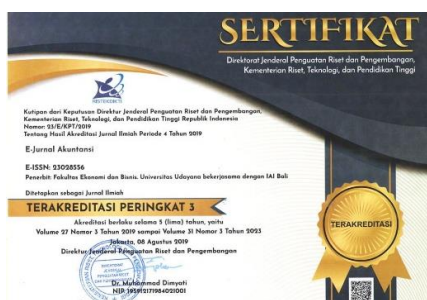 SERTIFIKAT
Direktorat Jenderal Penguatan Riset dan Pengembangan,
Kementerian Riset, Teknologi, dan Pendidikan Tinggi
RISTEKDIKTI
Kutipan dari Keputusan Direktur Jenderal Penguatan Riset dan Pengembangan,
Kementerian Riset, Teknologi, dan Pendidikan Tinggi Republik Indonesia
Nomor: 23/E/KPT/2019
Tentang Hasil Akreditasi Jurnal Ilmiah Periode 4 Tahun 2019
E-Jurnal Akuntansi
E-ISSN: 23028556
Penerbit: Fakultas Ekonomi dan Bisnis. Universitas Udayana bekerjasama dengan IAI Bali
Ditetapkan sebagai Jurnal Ilmiah
TERAKREDITASI PERINGKAT 3
Akreditasi berlaku selama 5 (lima) tahun, yaitu
Volume 27 Nomor 3 Tahun 2019 sampai Volume 31 Nomor 3 Tahun 2023
Jakarta, 08 Agustus 2019
Direktur Jenderal Penguatan Riset dan Pengembangan
Dr. Muhammad Dimyati
NIP 195912171984021001
TERAKREDITASI